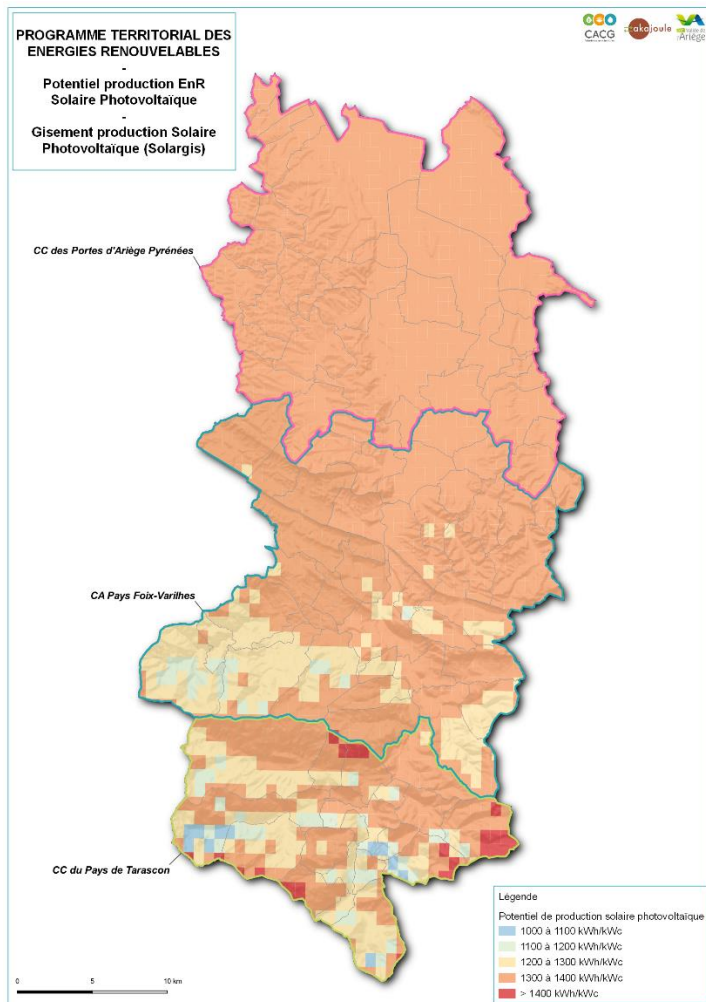 PROGRAMME TERRITORIAL DES
ENERGIES RENOUVELABLES
-
Potentiel production EnR
Solaire Photovoltaïque
-
Gisement production Solaire
Photovoltaïque (Solargis)
CACG
akajoule
Ariège
CC des Portes d'Ariège Pyrénées
CA Pays Foix-Varilhes
CC du Pays de Tarascon
Légende
Potentiel de production solaire photovoltaïque
1000 à 1100 kWh/kWc
1100 à 1200 kWh/kWc
1200 à 1300 kWh/kWc
1300 à 1400 kWh/kWc
> 1400 kWh/kWc
0 5 10 km